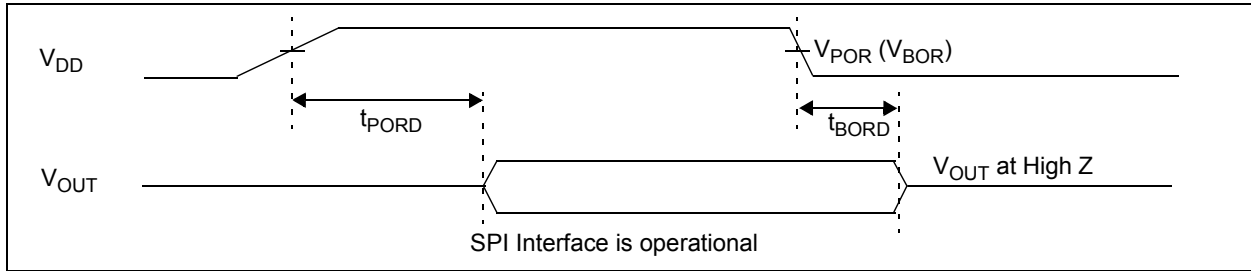 V_DD
V_POR (V_BOR)
t_PORD
t_BORD
V_OUT
V_OUT at High Z
SPI Interface is operational